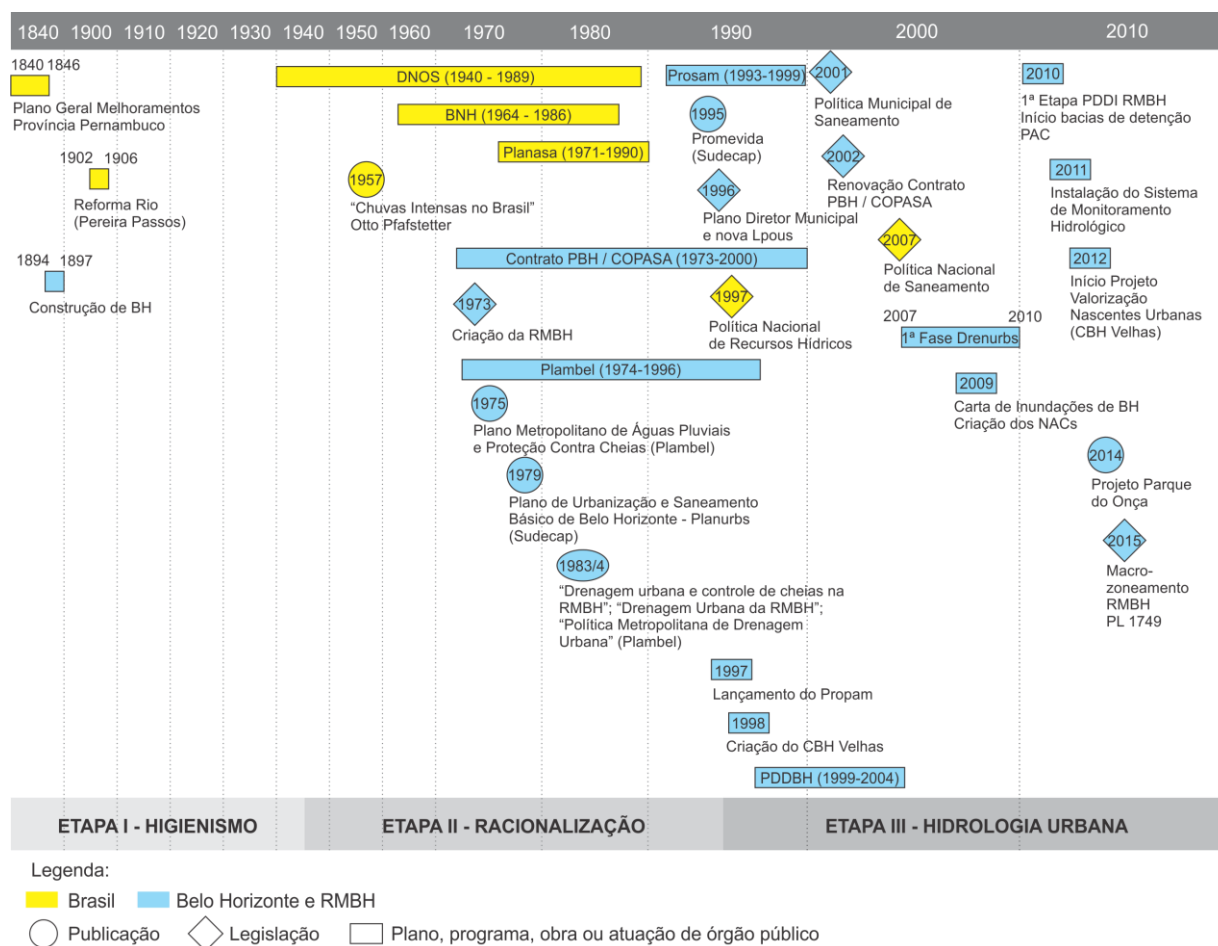 1840 1900 1910 1920 1930 1940 1950 1960 1970 1980 1990 2000 2010
1840 1846
Plano Geral Melhoramentos
Província Pernambuco
1902 1906
Reforma Rio
(Pereira Passos)
1894 1897
Construção de BH
DNOS (1940 - 1989)
BNH (1964 - 1986)
Planasa (1971-1990)
1957
“Chuvas Intensas no Brasil”
Otto Pfafstetter
Contrato PBH / COPASA (1973-2000)
1973
Criação da RMBH
Plambel (1974-1996)
1975
Plano Metropolitano de Águas Pluviais
e Proteção Contra Cheias (Plambel)
1979
Plano de Urbanização e Saneamento
Básico de Belo Horizonte - Planurbs
(Sudecap)
1983/4
“Drenagem urbana e controle de cheias na
RMBH”; “Drenagem Urbana da RMBH”;
“Política Metropolitana de Drenagem
Urbana” (Plambel)
Prosam (1993-1999)
1995
Promevida
(Sudecap)
1996
Plano Diretor Municipal
e nova Lpous
1997
Política Nacional
de Recursos Hídricos
1997
Lançamento do Propam
1998
Criação do CBH Velhas
PDDBH (1999-2004)
2001
Política Municipal de
Saneamento
2002
Renovação Contrato
PBH / COPASA
2007
Política Nacional
de Saneamento
2007 2010
1ª Fase Drenurbs
2009
Carta de Inundações de BH
Criação dos NACs
2010
1ª Etapa PDDI RMBH
Início bacias de detenção
PAC
2011
Instalação do Sistema
de Monitoramento
Hidrológico
2012
Início Projeto
Valorização
Nascentes Urbanas
(CBH Velhas)
2014
Projeto Parque
do Onça
2015
Macro-
zoneamento
RMBH
PL 1749
ETAPA I - HIGIENISMO
ETAPA II - RACIONALIZAÇÃO
ETAPA III - HIDROLOGIA URBANA
Legenda:
Brasil
Belo Horizonte e RMBH
Publicação
Legislação
Plano, programa, obra ou atuação de órgão público